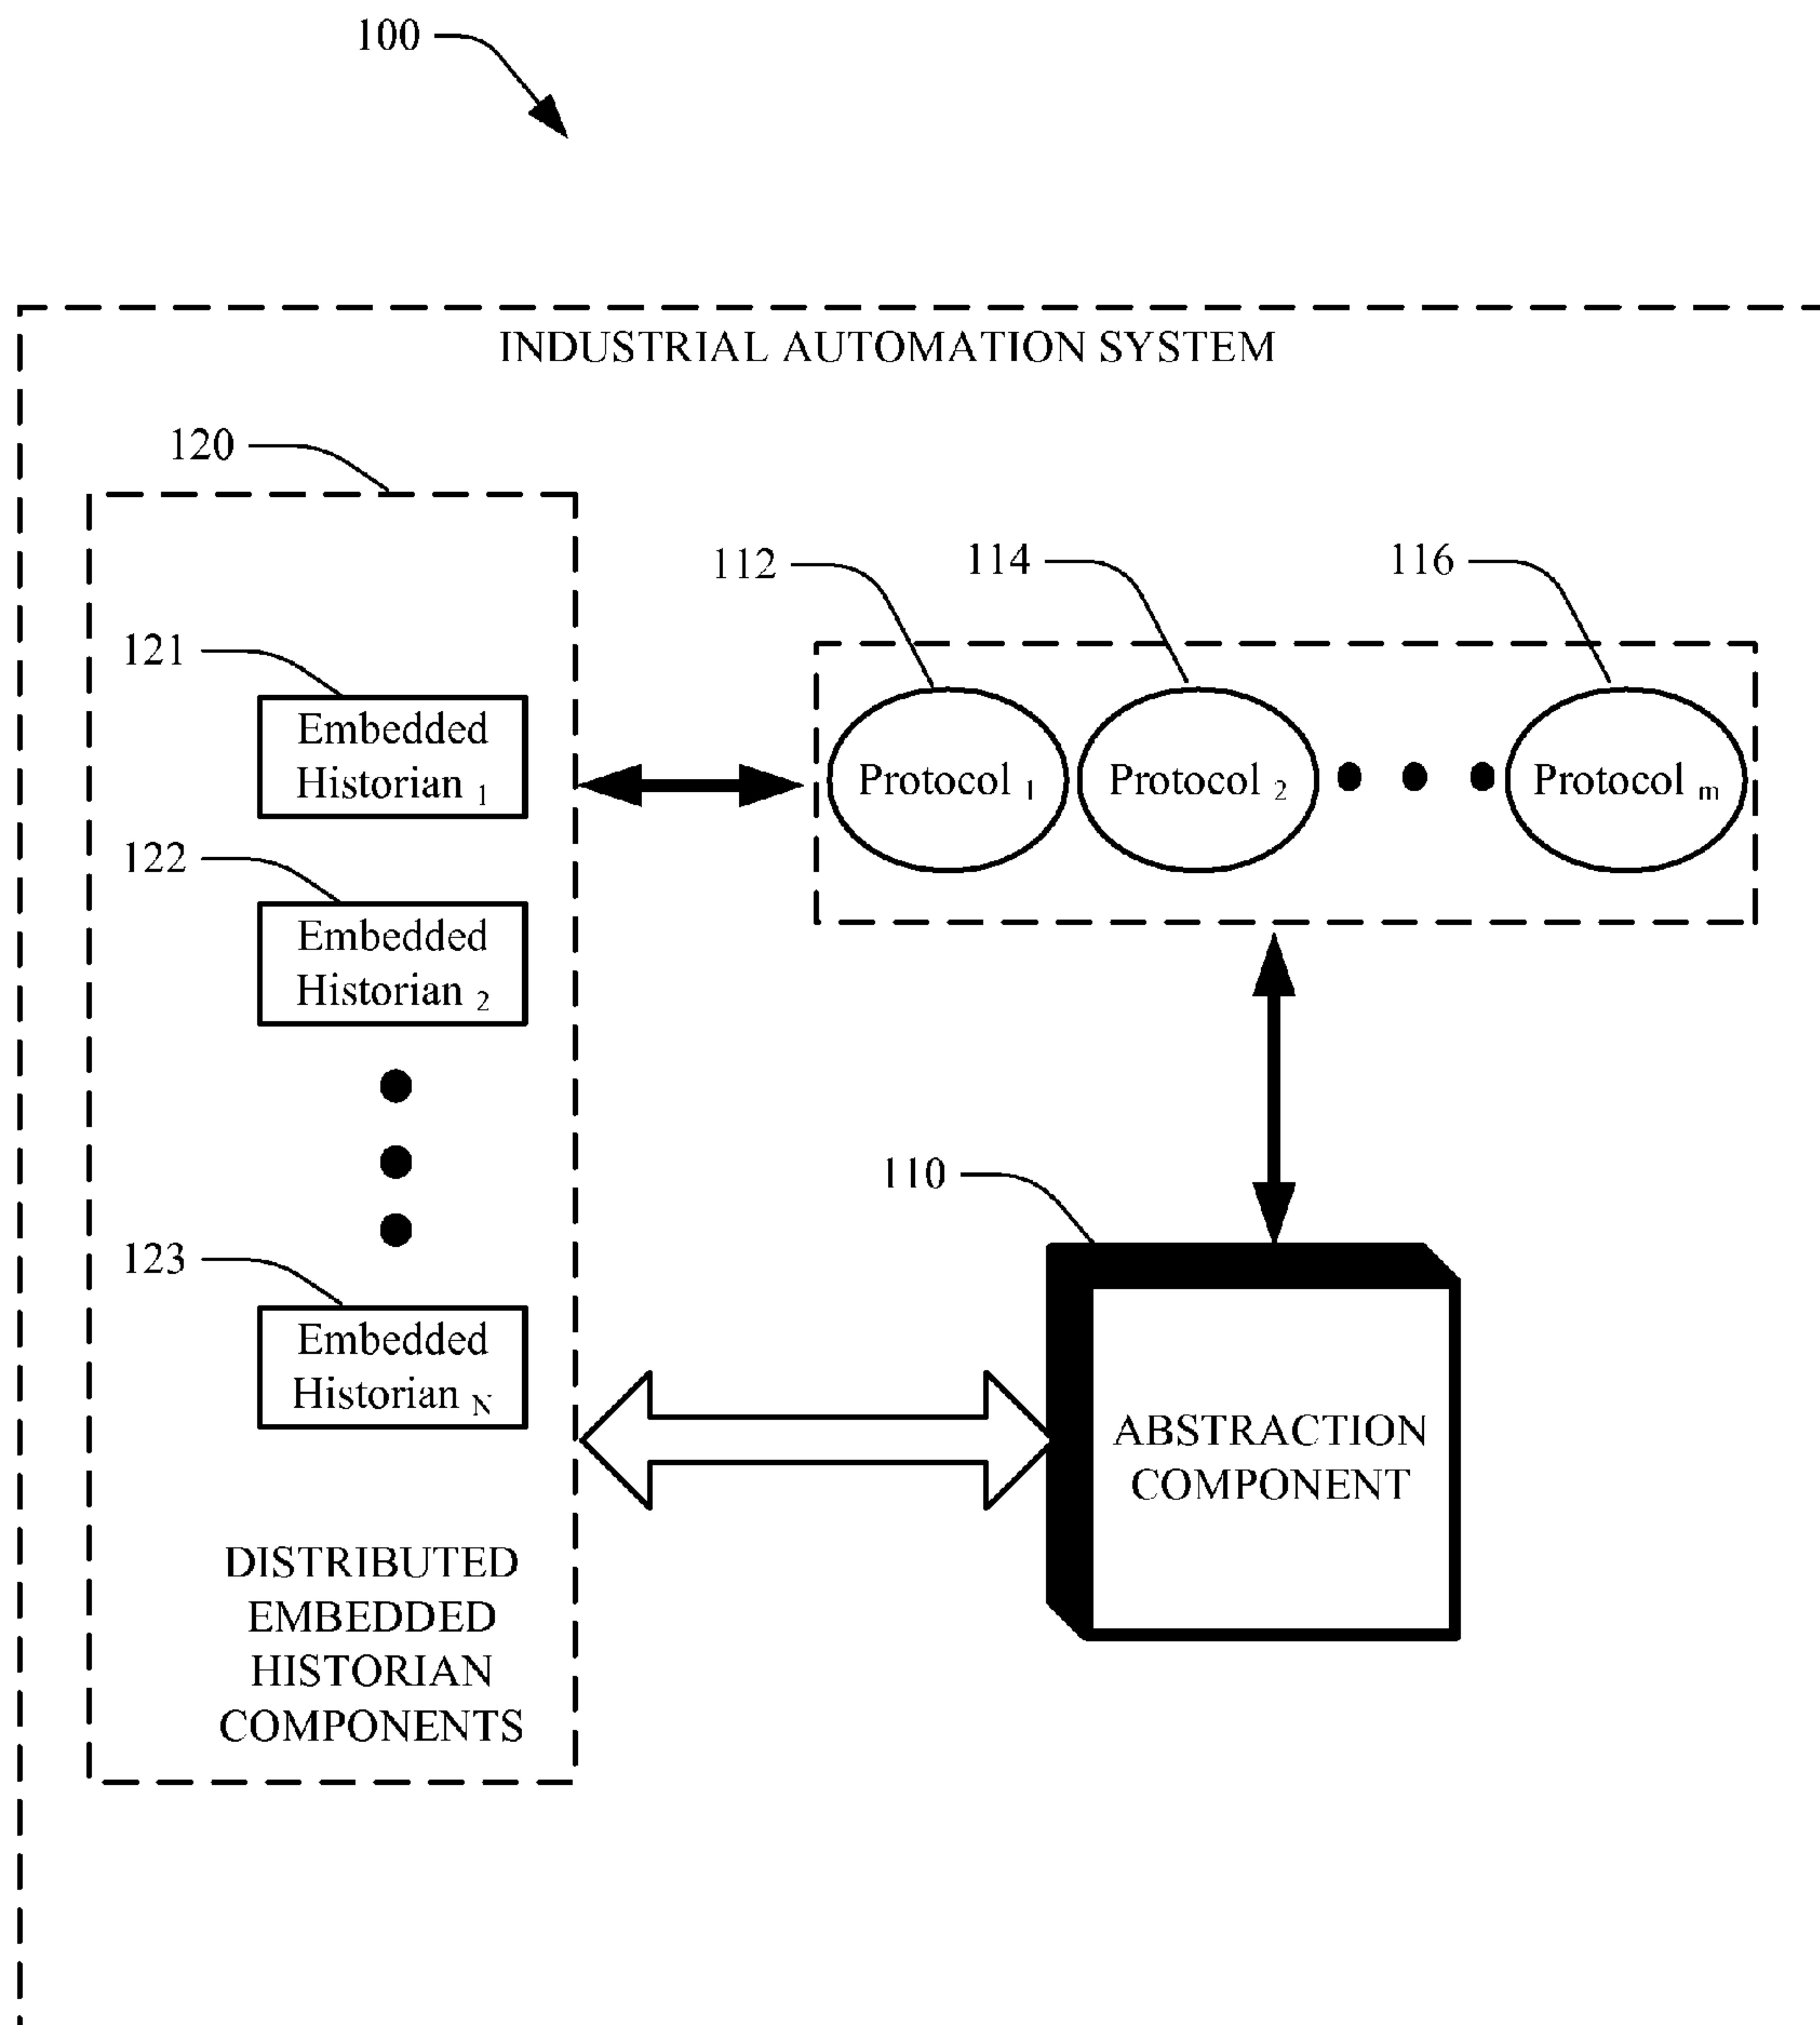 100
INDUSTRIAL AUTOMATION SYSTEM
120
112
114
116
121
Embedded
Historian 1
Protocol 1
Protocol 2
Protocol m
122
Embedded
Historian 2
110
123
Embedded
Historian N
ABSTRACTION
COMPONENT
DISTRIBUTED
EMBEDDED
HISTORIAN
COMPONENTS